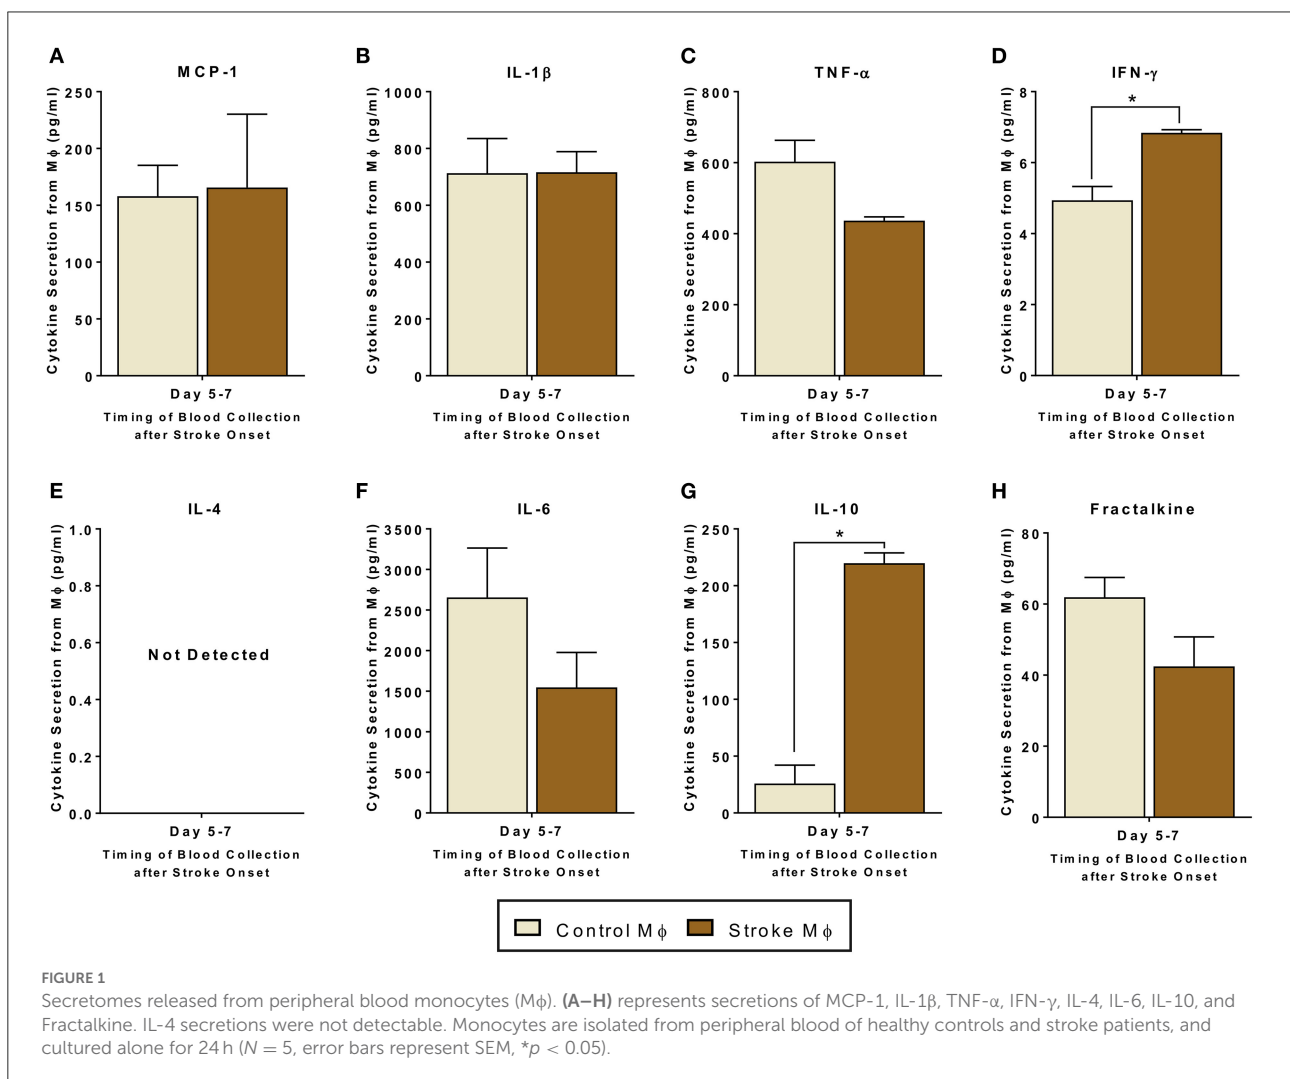 A
MCP-1
Cytokine Secretion from Mϕ (pg/ml)
250
200
150
100
50
0
Day 5-7
Timing of Blood Collection
after Stroke Onset
B
IL-1β
Cytokine Secretion from Mϕ (pg/ml)
1000
800
600
400
200
0
Day 5-7
Timing of Blood Collection
after Stroke Onset
C
TNF-α
Cytokine Secretion from Mϕ (pg/ml)
800
600
400
200
0
Day 5-7
Timing of Blood Collection
after Stroke Onset
D
IFN-γ
Cytokine Secretion from Mϕ (pg/ml)
8
6
4
2
0
*
Day 5-7
Timing of Blood Collection
after Stroke Onset
E
IL-4
Cytokine Secretion from Mϕ (pg/ml)
1.0
0.8
0.6
0.4
0.2
0.0
Not Detected
Day 5-7
Timing of Blood Collection
after Stroke Onset
F
IL-6
Cytokine Secretion from Mϕ (pg/ml)
3500
3000
2500
2000
1500
1000
500
0
Day 5-7
Timing of Blood Collection
after Stroke Onset
G
IL-10
Cytokine Secretion from Mϕ (pg/ml)
250
200
150
100
50
0
*
Day 5-7
Timing of Blood Collection
after Stroke Onset
H
Fractalkine
Cytokine Secretion from Mϕ (pg/ml)
80
60
40
20
0
Day 5-7
Timing of Blood Collection
after Stroke Onset
Control Mϕ
Stroke Mϕ
FIGURE 1
Secretomes released from peripheral blood monocytes (Mϕ). (A–H) represents secretions of MCP-1, IL-1β, TNF-α, IFN-γ, IL-4, IL-6, IL-10, and
Fractalkine. IL-4 secretions were not detectable. Monocytes are isolated from peripheral blood of healthy controls and stroke patients, and
cultured alone for 24 h (N = 5, error bars represent SEM, *p < 0.05).